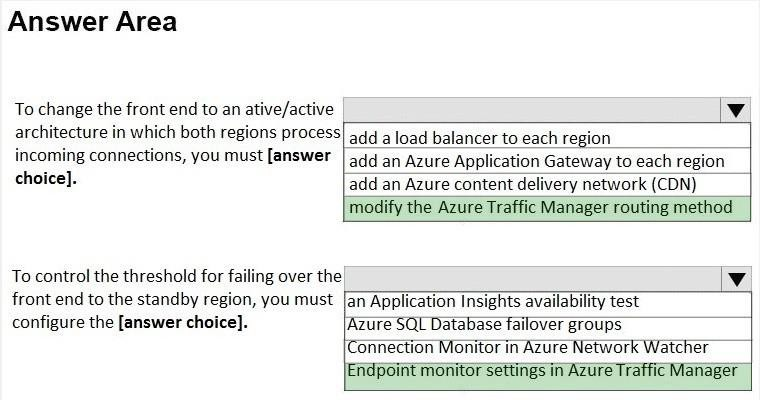 Answer Area
To change the front end to an ative/active
architecture in which both regions process
incoming connections, you must [answer
choice].
add a load balancer to each region
add an Azure Application Gateway to each region
add an Azure content delivery network (CDN)
modify the Azure Traffic Manager routing method
To control the threshold for failing over the
front end to the standby region, you must
configure the [answer choice].
an Application Insights availability test
Azure SQL Database failover groups
Connection Monitor in Azure Network Watcher
Endpoint monitor settings in Azure Traffic Manager